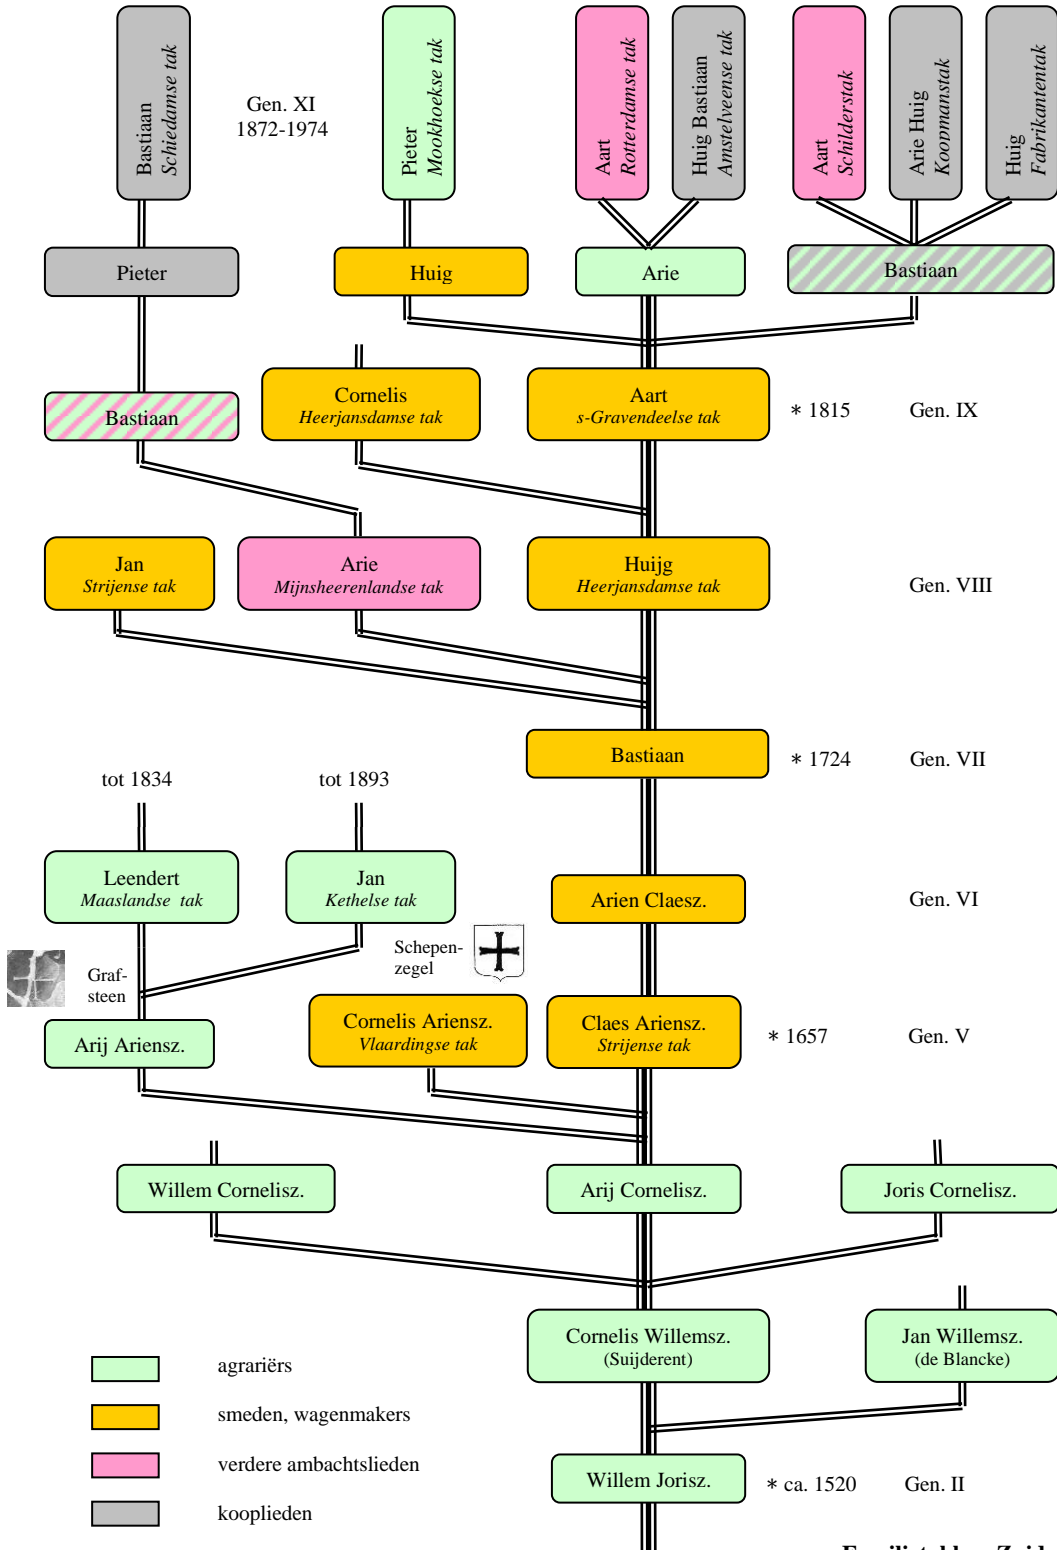 Bastiaan
Schiedamse tak
Gen. XI
1872-1974
Pieter
Mookhoekse tak
Aart
Rotterdamse tak
Huig Bastiaan
Amstelveense tak
Aart
Schilderstak
Arie Huig
Koopmanstak
Huig
Fabrikantentak
Pieter
Huig
Arie
Bastiaan
Bastiaan
Cornelis
Heerjansdamse tak
Aart
s-Gravendeelse tak
* 1815
Gen. IX
Jan
Strijense tak
Arie
Mijnsheerenlandse tak
Huijg
Heerjansdamse tak
Gen. VIII
Bastiaan
* 1724
Gen. VII
tot 1834
tot 1893
Leendert
Maaslandse tak
Jan
Kethelse tak
Arien Claesz.
Gen. VI
Graf-
steen
Schepen-
zegel
Arij Ariensz.
Cornelis Ariensz.
Vlaardingse tak
Claes Ariensz.
Strijense tak
* 1657
Gen. V
Willem Cornelisz.
Arij Cornelisz.
Joris Cornelisz.
Cornelis Willemsz.
(Suijderent)
Jan Willemsz.
(de Blancke)
agrariërs
smeden, wagenmakers
verdere ambachtslieden
kooplieden
Willem Jorisz.
* ca. 1520
Gen. II